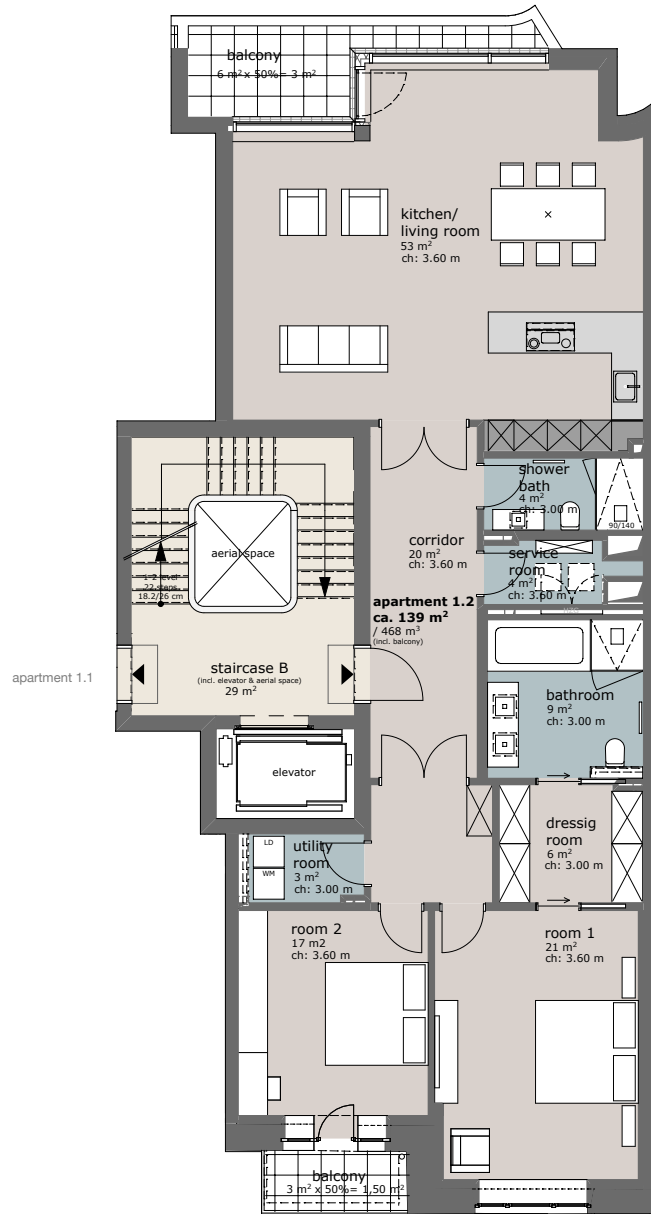 balcony
6 m² x 50%= 3 m²
kitchen/
living room
53 m²
ch: 3.60 m
shower
bath
4 m²
ch: 3.00 m
90/140
corridor
20 m²
ch: 3.60 m
service
room
4 m²
ch: 3.60 m
aerial space
1-2 level
22 steps
18.2/26 cm
apartment 1.2
ca. 139 m²
/ 468 m³
(incl. balcony)
apartment 1.1
staircase B
(incl. elevator & aerial space)
29 m²
bathroom
9 m²
ch: 3.00 m
elevator
dressig
room
6 m²
ch: 3.00 m
LD
WM
utility
room
3 m²
ch: 3.00 m
room 2
17 m2
ch: 3.60 m
room 1
21 m²
ch: 3.60 m
balcony
3 m² x 50%= 1,50 m²